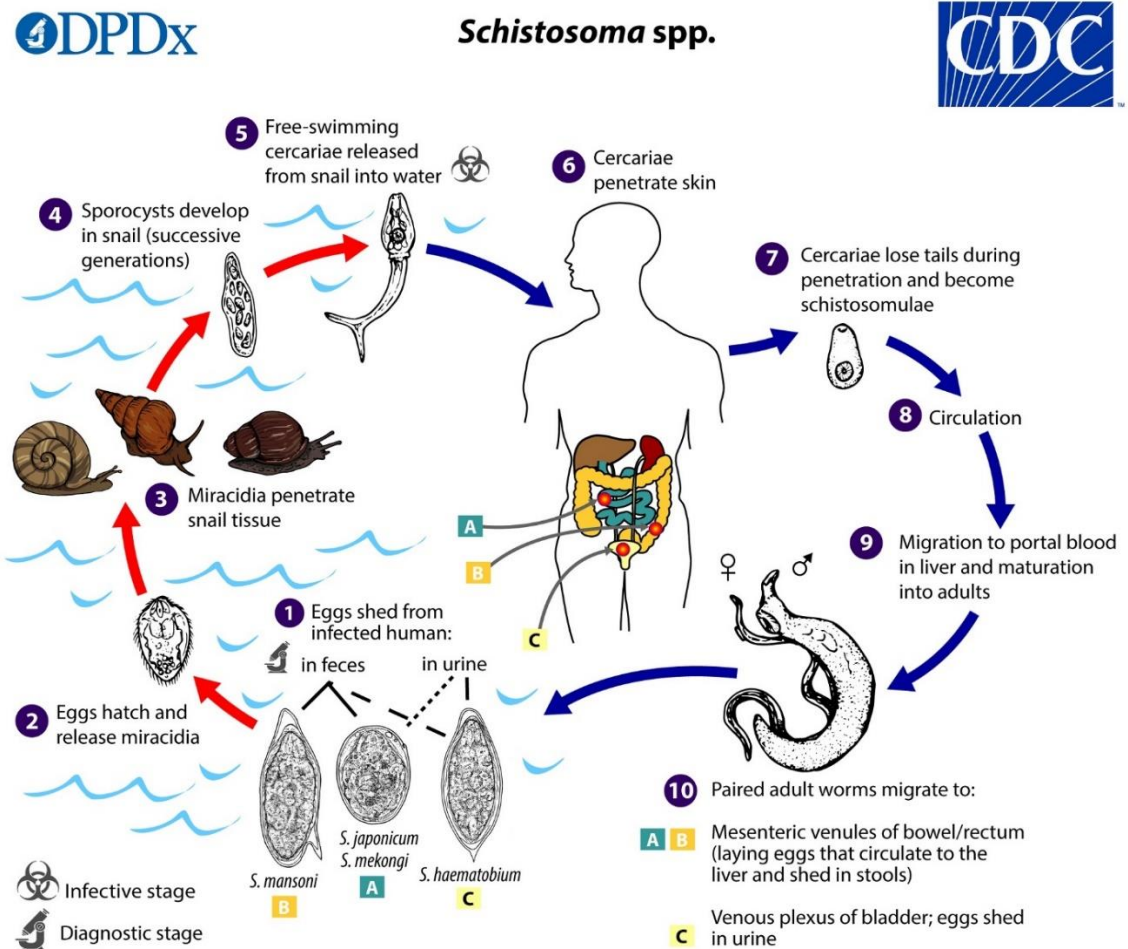 DPDx
Schistosoma spp.
CDC
TM
5 Free-swimming
cercariae released
from snail into water
6 Cercariae
penetrate skin
4 Sporocysts develop
in snail (successive
generations)
7 Cercariae lose tails during
penetration and become
schistosomulae
8 Circulation
3 Miracidia penetrate
snail tissue
A
B
C
9 Migration to portal blood
in liver and maturation
into adults
♀ ♂
1 Eggs shed from
infected human:
in feces in urine
2 Eggs hatch and
release miracidia
S. mansoni
B
S. japonicum
S. mekongi
A
S. haematobium
C
10 Paired adult worms migrate to:
A B Mesenteric venules of bowel/rectum
(laying eggs that circulate to the
liver and shed in stools)
C Venous plexus of bladder; eggs shed
in urine
Infective stage
Diagnostic stage